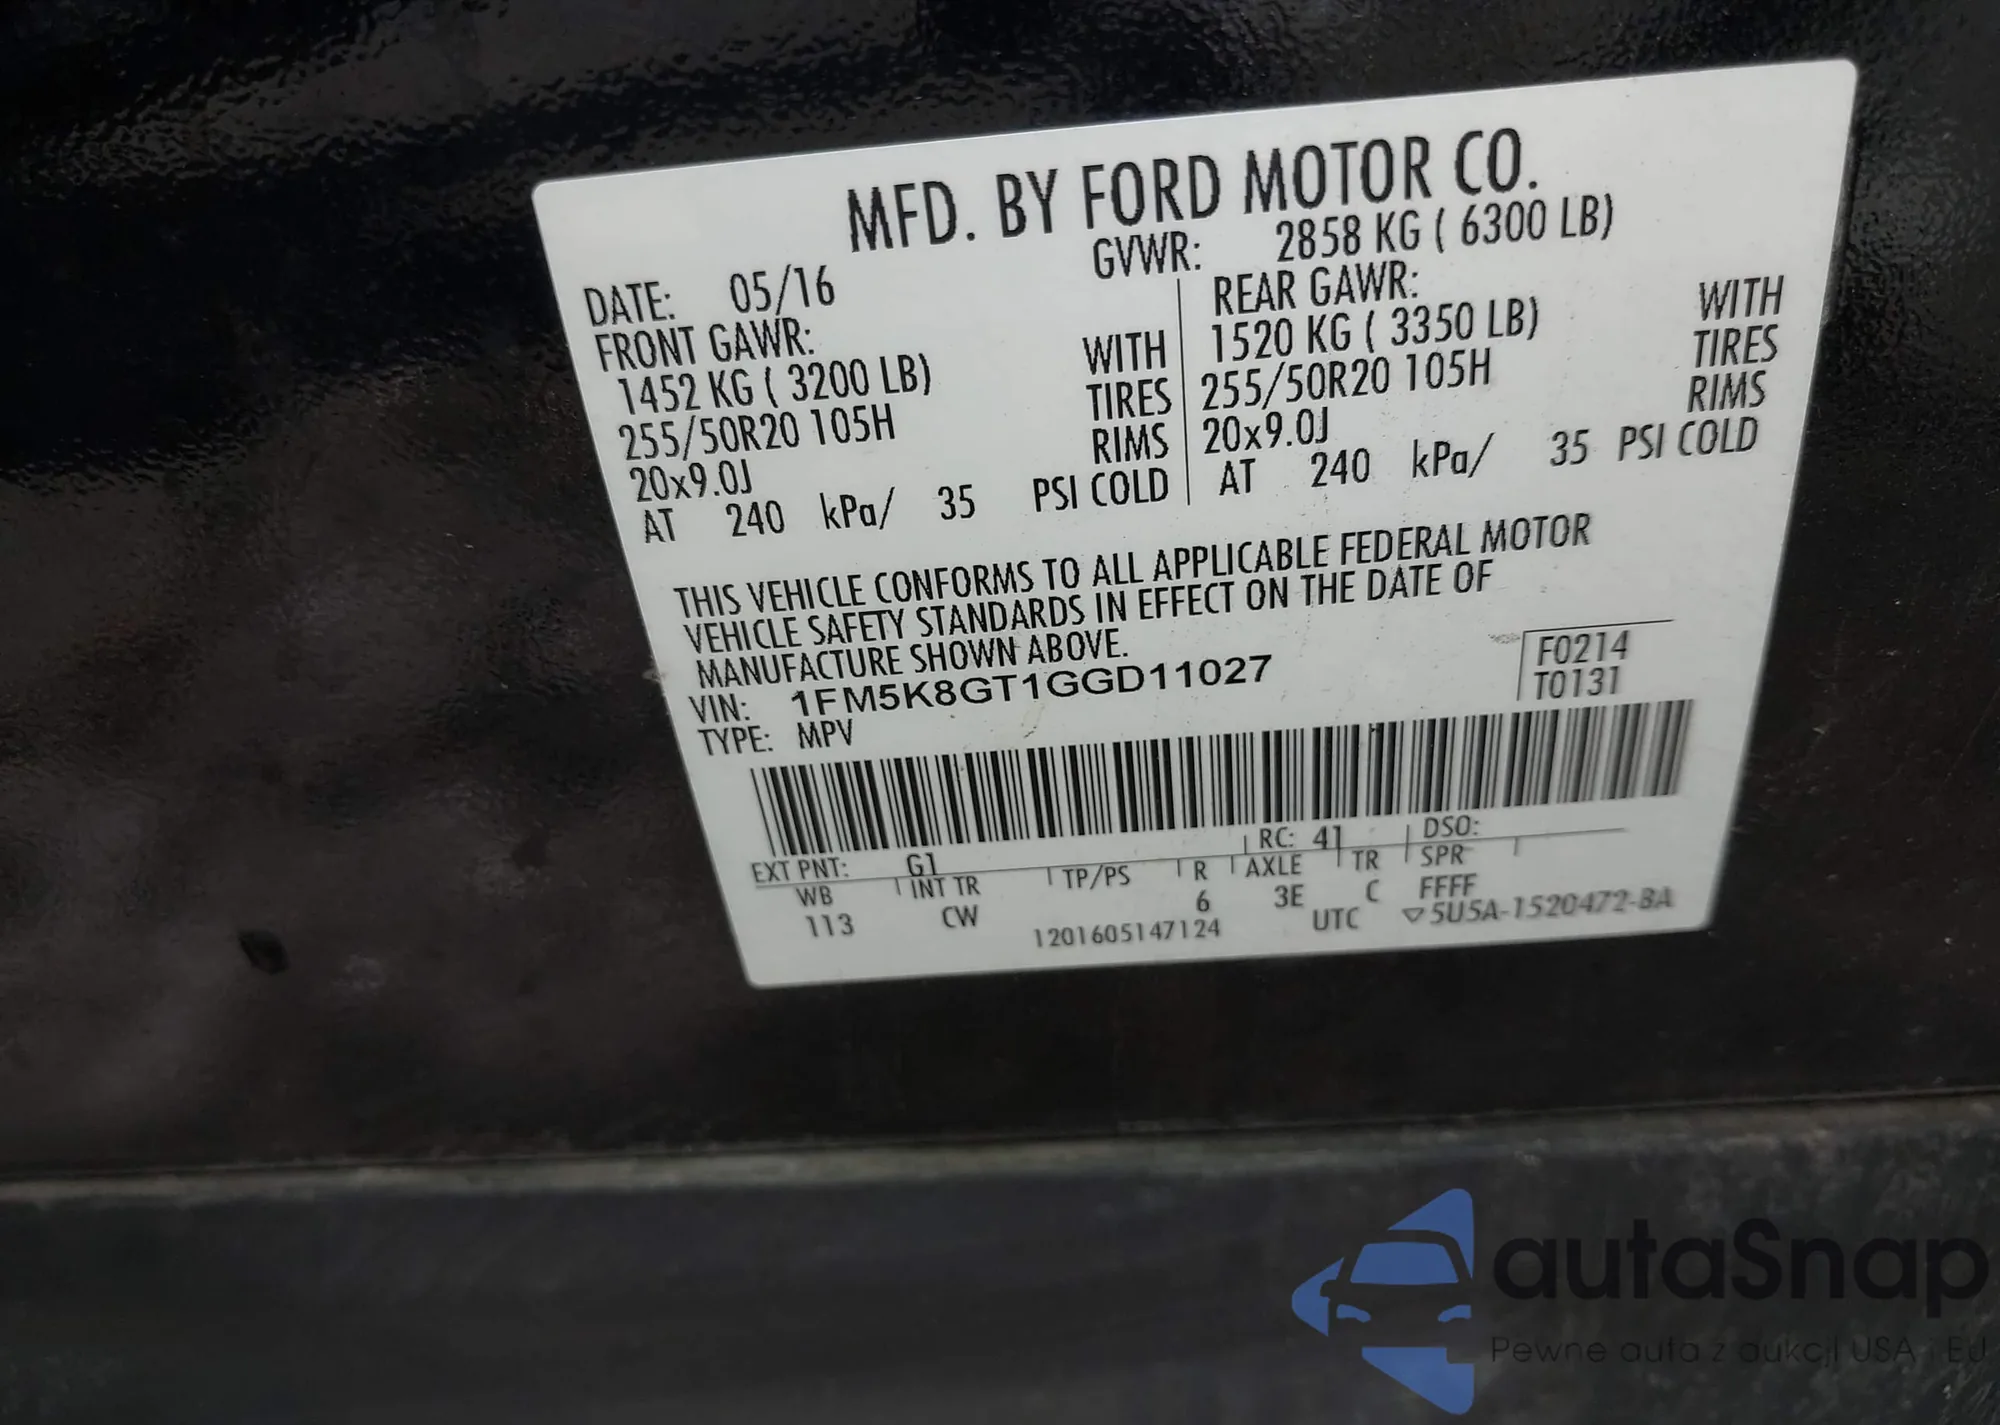 MFD. BY FORD MOTOR CO.
DATE: 05/16 GVWR: 2858 KG ( 6300 LB)
FRONT GAWR: REAR GAWR:
1452 KG ( 3200 LB) WITH 1520 KG ( 3350 LB) WITH
255/50R20 105H TIRES 255/50R20 105H TIRES
20x9.0J RIMS 20x9.0J RIMS
AT 240 kPa/ 35 PSI COLD AT 240 kPa/ 35 PSI COLD
THIS VEHICLE CONFORMS TO ALL APPLICABLE FEDERAL MOTOR
VEHICLE SAFETY STANDARDS IN EFFECT ON THE DATE OF
MANUFACTURE SHOWN ABOVE.
VIN: 1FM5K8GT1GGD11027 F0214
TYPE: MPV T0131
EXT PNT: G1 RC: 41 DSO:
WB INT TR TP/PS R AXLE TR SPR
113 CW 6 3E C FFFF
1201605147124 UTC ▽5U5A-1520472-BA
autaSnap
Pewne auta z aukcji USA i EU